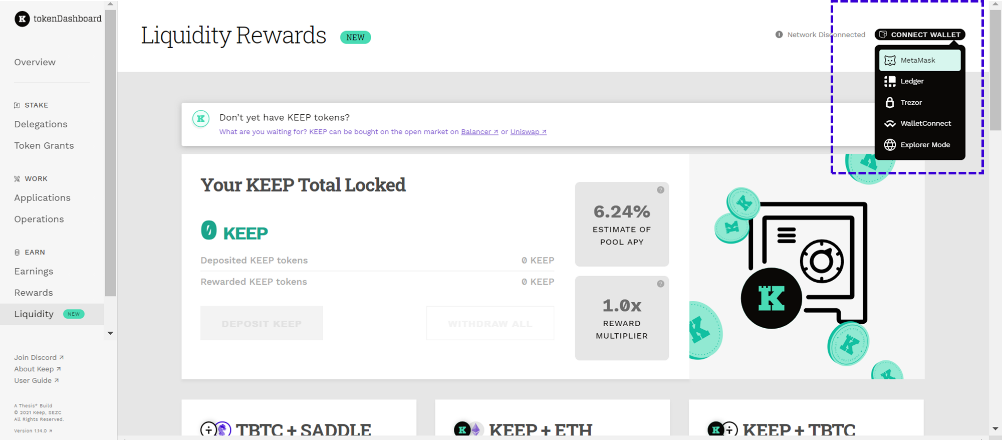 tokenDashboard
Overview
STAKE
Delegations
Token Grants
WORK
Applications
Operations
EARN
Earnings
Rewards
Liquidity NEW
Join Discord ↗
About Keep ↗
User Guide ↗
A Thesis* Build
© 2021 Keep, SEZC
All Rights Reserved.
Liquidity Rewards NEW
Network Disconnected
CONNECT WALLET
MetaMask
Ledger
Trezor
WalletConnect
Explorer Mode
Don't yet have KEEP tokens?
What are you waiting for? KEEP can be bought on the open market on Balancer ↗ or Uniswap ↗
Your KEEP Total Locked
0 KEEP
Deposited KEEP tokens 0 KEEP
Rewarded KEEP tokens 0 KEEP
DEPOSIT KEEP
WITHDRAW ALL
6.24%
ESTIMATE OF
POOL APY
1.0x
REWARD
MULTIPLIER
TBTC + SADDLE
KEEP + ETH
KEEP + TBTC